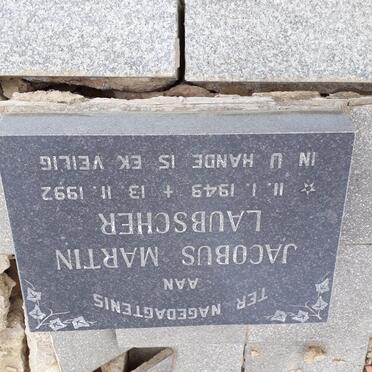 TER NAGEDAGTENIS
AAN
JACOBUS MARTIN
LAUBSCHER
☆ 11. 1. 1949 ✝ 13. 11. 1992
IN U HANDE IS EK VEILIG